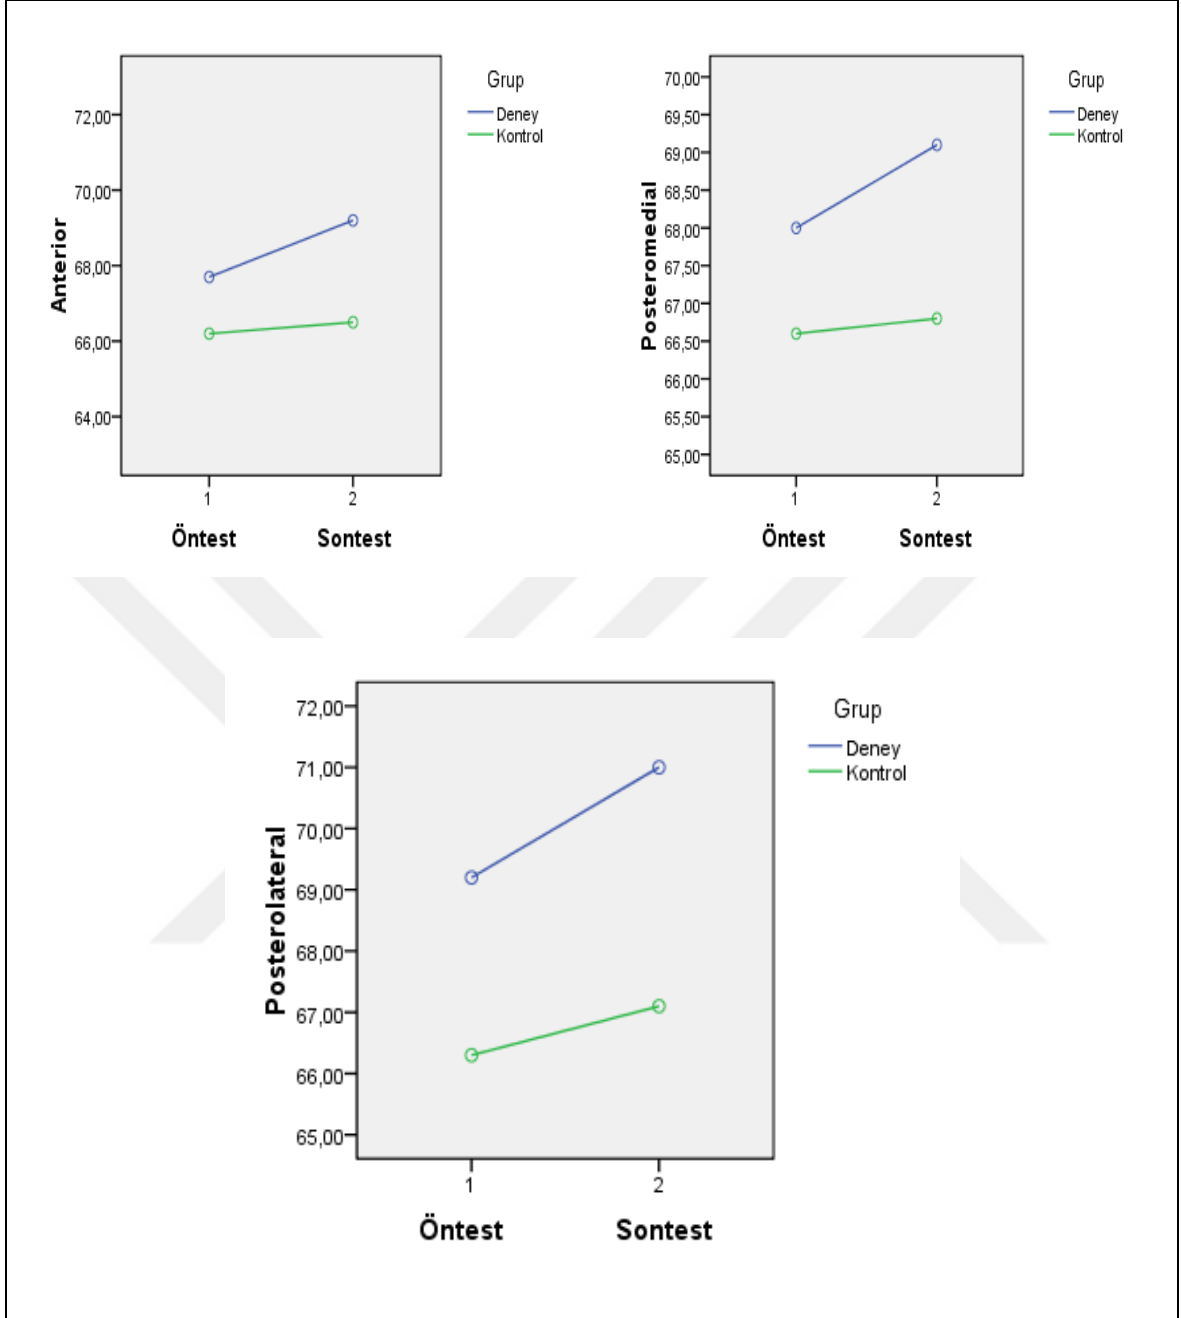 Anterior
72,00
70,00
68,00
66,00
64,00
1
2
Öntest
Sontest
Grup
Deney
Kontrol
Posteromedial
70,00
69,50
69,00
68,50
68,00
67,50
67,00
66,50
66,00
65,50
65,00
1
2
Öntest
Sontest
Grup
Deney
Kontrol
Posterolateral
72,00
71,00
70,00
69,00
68,00
67,00
66,00
65,00
1
2
Öntest
Sontest
Grup
Deney
Kontrol